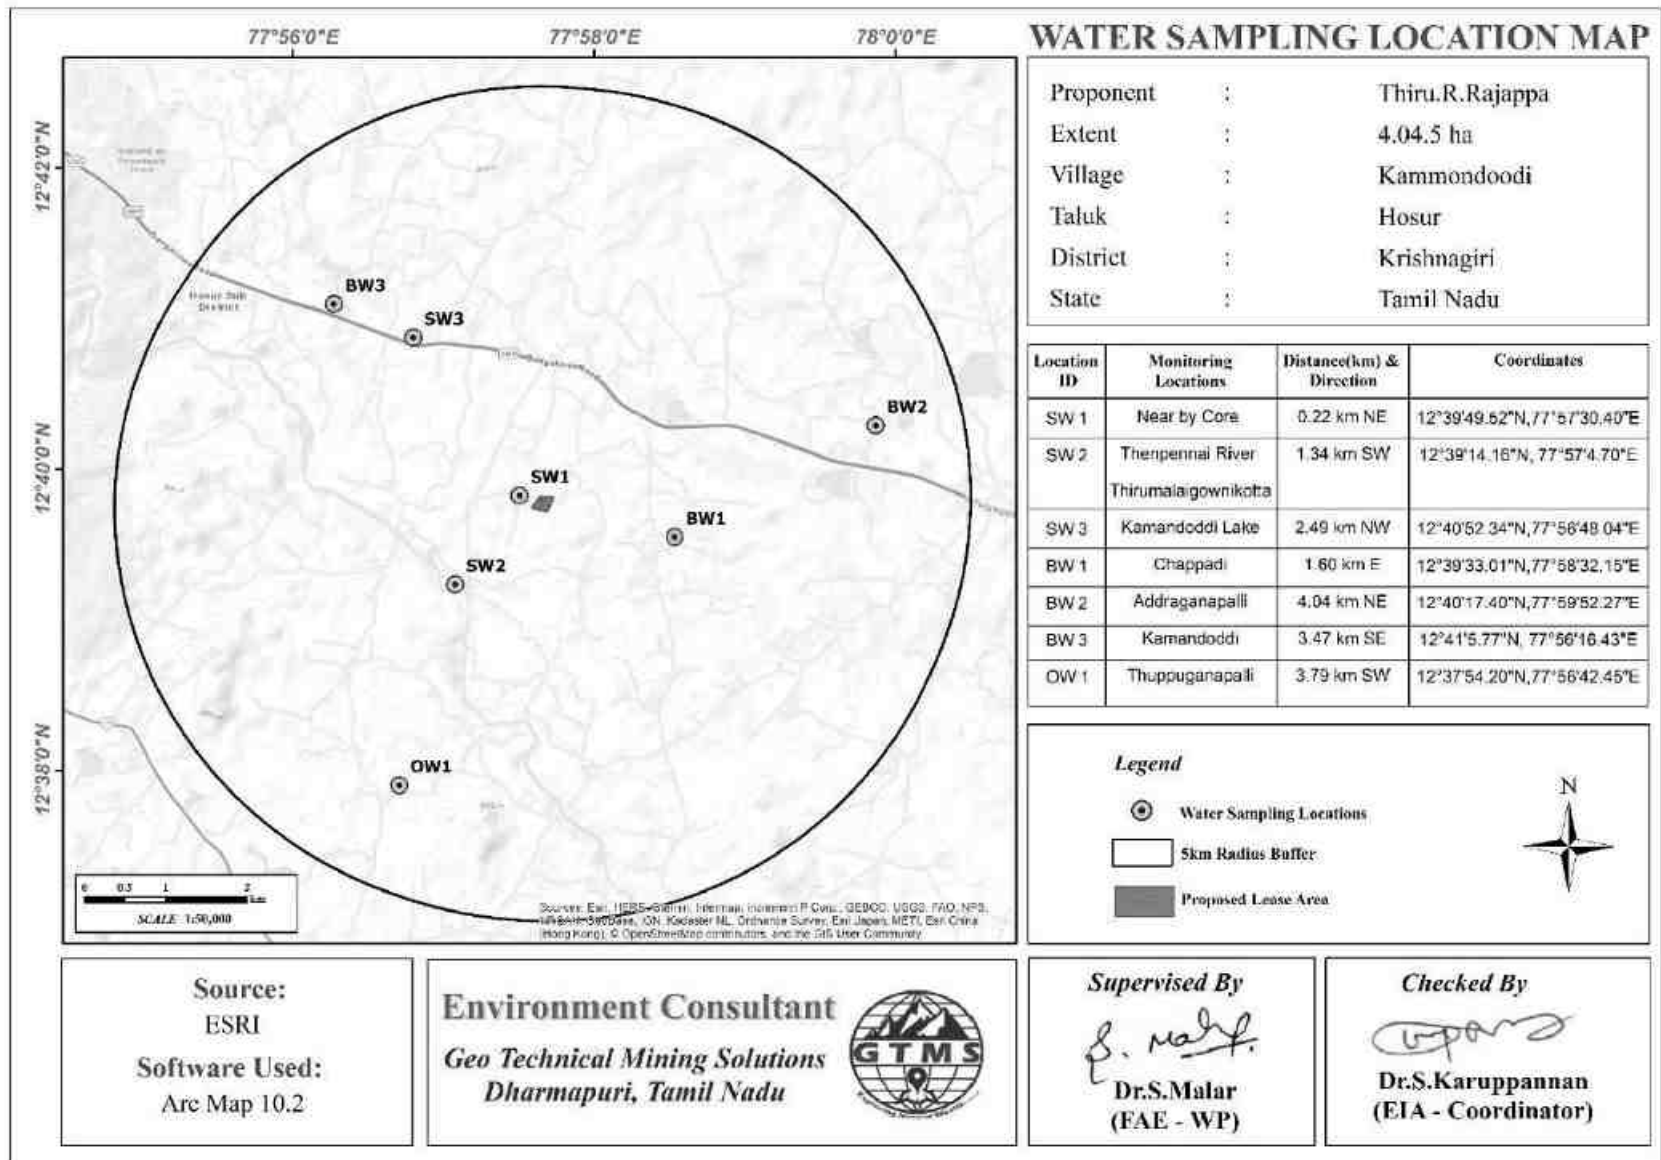 WATER SAMPLING LOCATION MAP
77°56'0"E 77°58'0"E 78°0'0"E
12°42'0"N
12°40'0"N
12°38'0"N
BW3
SW3
BW2
SW1
BW1
SW2
OW1
0 0.5 1 2
SCALE 1:50,000
Proponent : Thiru.R.Rajappa
Extent : 4.04.5 ha
Village : Kammondoodi
Taluk : Hosur
District : Krishnagiri
State : Tamil Nadu
Location ID Monitoring Locations Distance(km) & Direction Coordinates
SW 1 Near by Core 0.22 km NE 12°39'49.52"N,77°57'30.40"E
SW 2 Thenpennai River Thirumalaigownikotta 1.34 km SW 12°39'14.16"N, 77°57'4.70"E
SW 3 Kamandoddi Lake 2.49 km NW 12°40'52.34"N,77°56'48.04"E
BW 1 Chappadi 1.60 km E 12°39'33.01"N,77°58'32.15"E
BW 2 Addraganapalli 4.04 km NE 12°40'17.40"N,77°59'52.27"E
BW 3 Kamandoddi 3.47 km SE 12°41'5.77"N, 77°56'16.43"E
OW 1 Thuppuganapalli 3.79 km SW 12°37'54.20"N,77°56'42.45"E
Legend
Water Sampling Locations
5km Radius Buffer
Proposed Lease Area
N
Source:
ESRI
Software Used:
Arc Map 10.2
Environment Consultant
Geo Technical Mining Solutions
Dharmapuri, Tamil Nadu
GTMS
Supervised By
Dr.S.Malar
(FAE - WP)
Checked By
Dr.S.Karuppannan
(EIA - Coordinator)